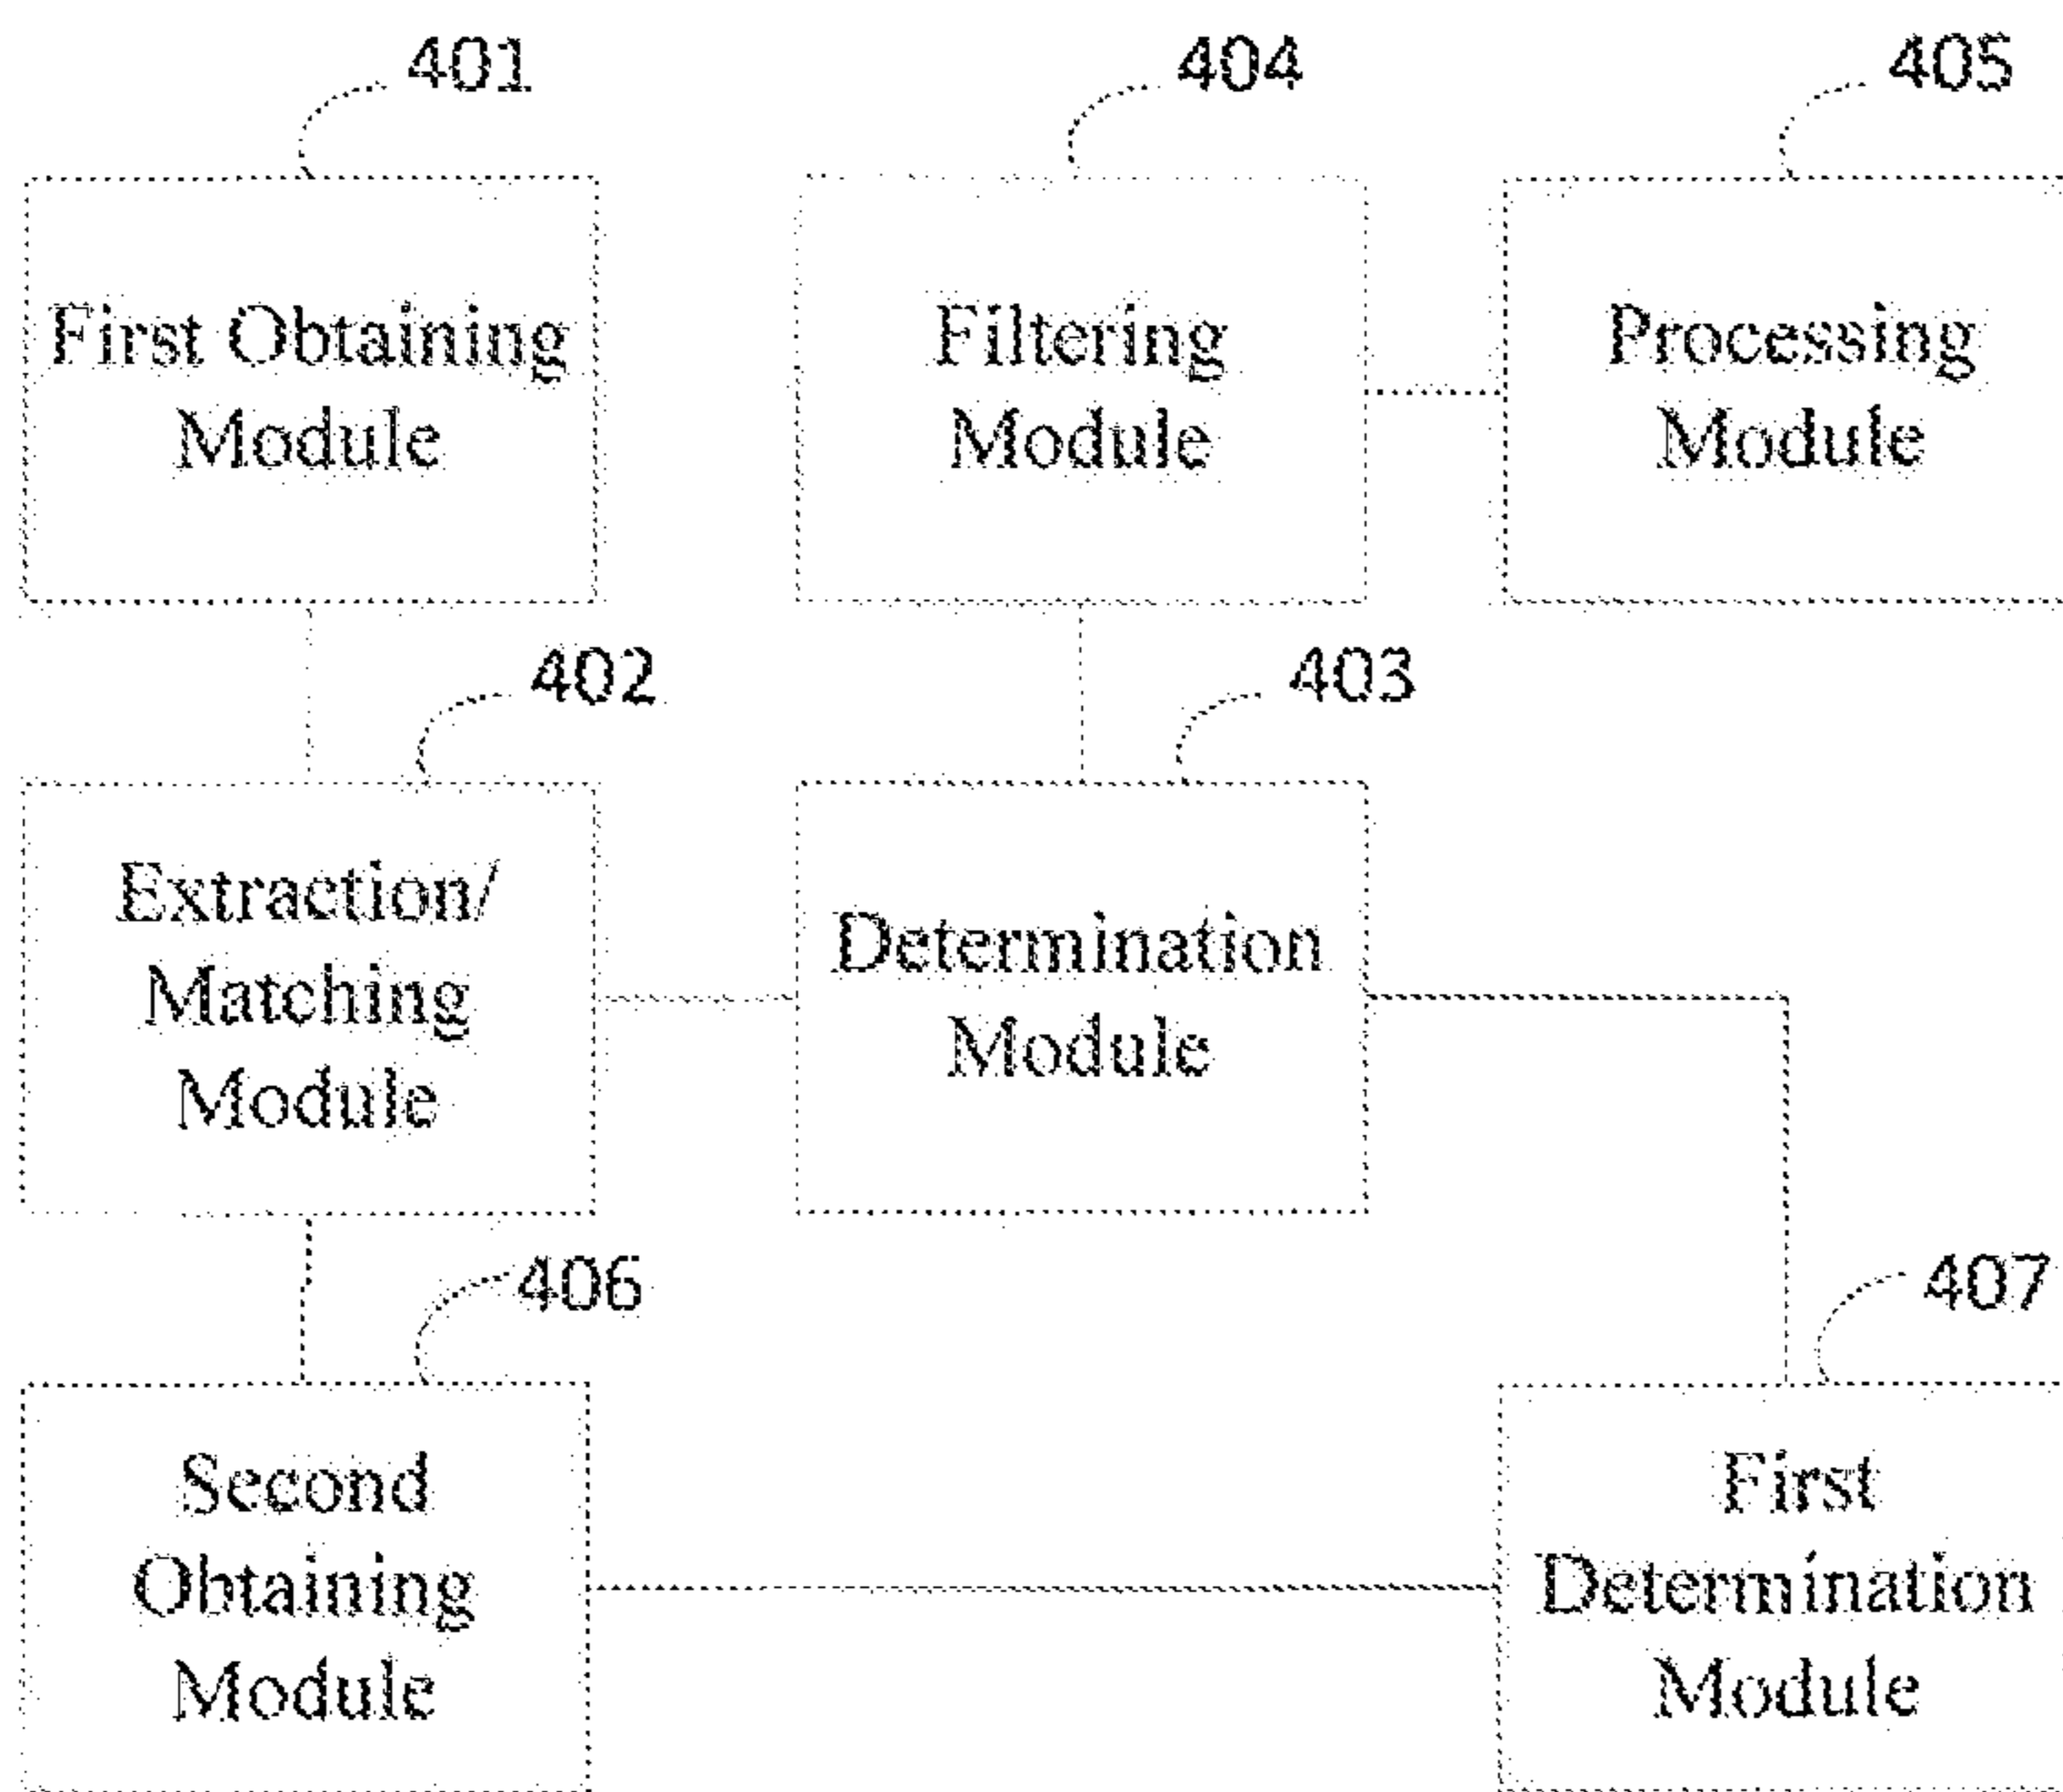 401
404
405
First Obtaining
Module
Filtering
Module
Processing
Module
402
403
Extraction/
Matching
Module
Determination
Module
406
407
Second
Obtaining
Module
First
Determination
Module